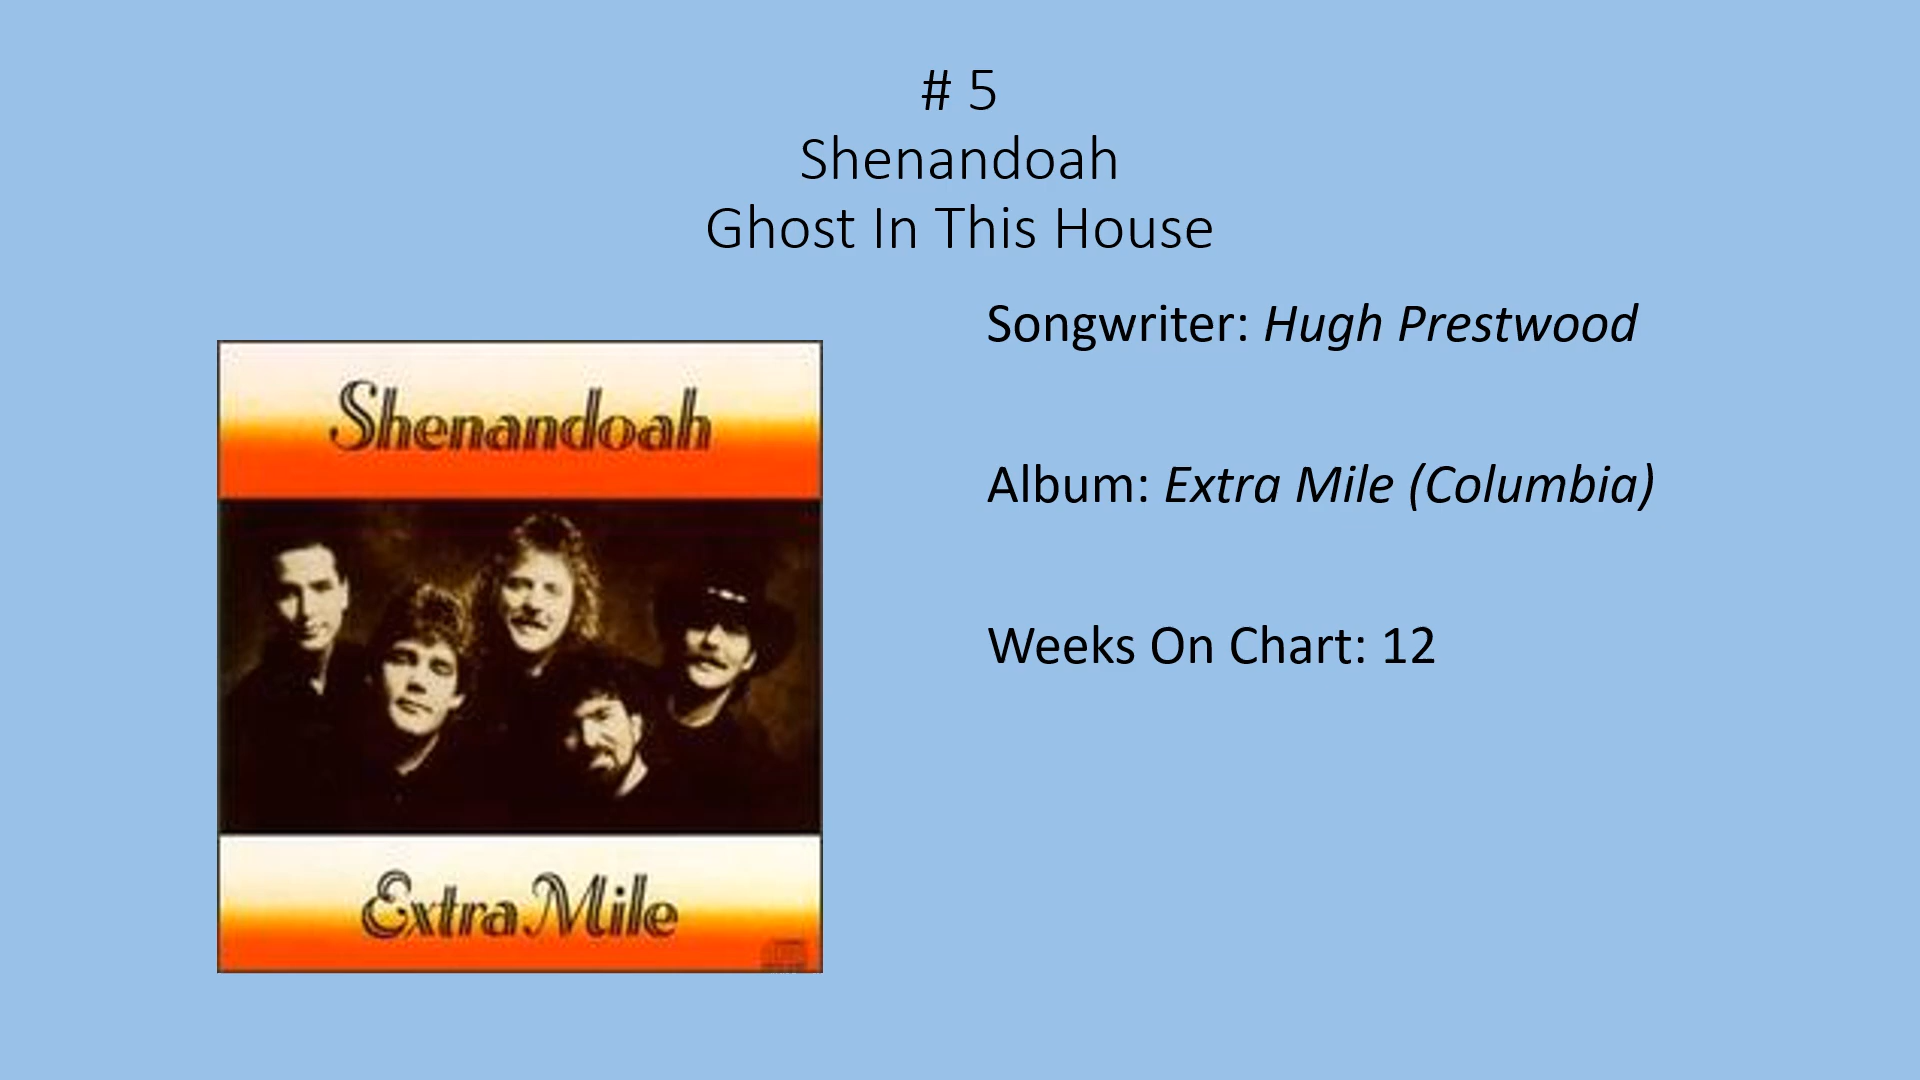 # 5
Shenandoah
Ghost In This House
Songwriter: Hugh Prestwood
Album: Extra Mile (Columbia)
Weeks On Chart: 12
Shenandoah
Extra Mile